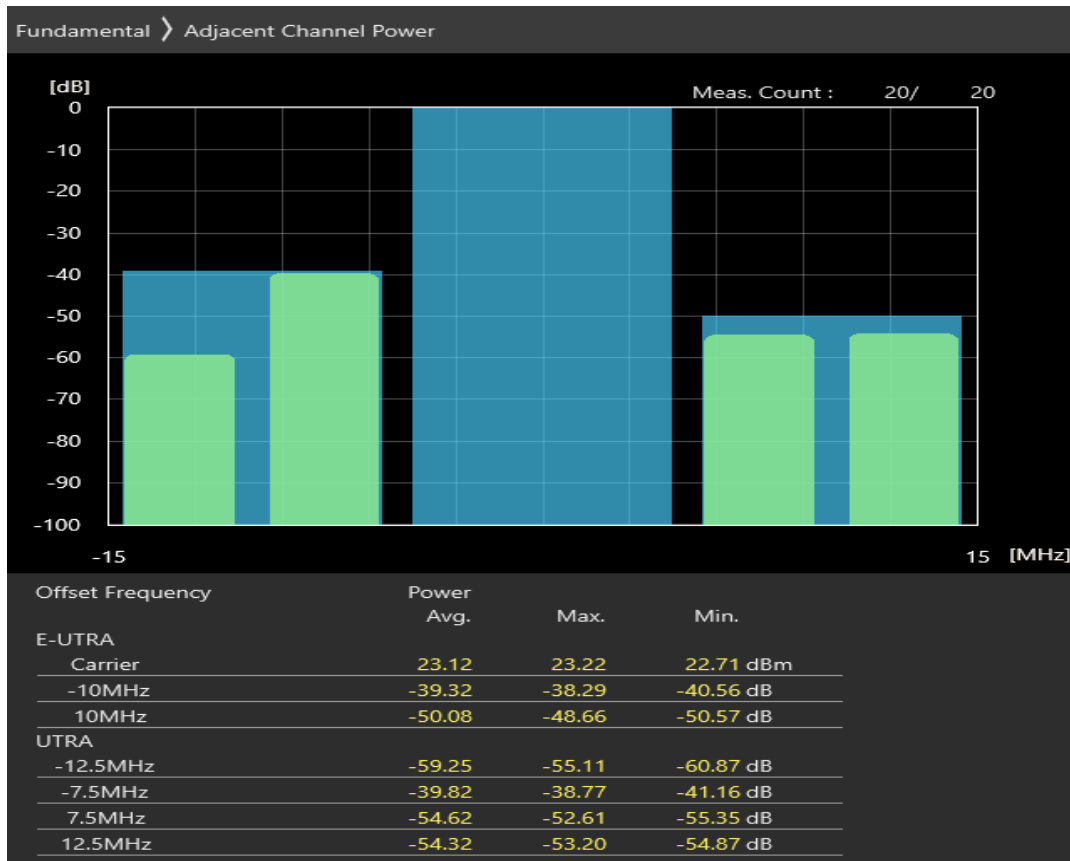 Fundamental ❯ Adjacent Channel Power
[dB]
Meas. Count : 20/ 20
0
-10
-20
-30
-40
-50
-60
-70
-80
-90
-100
-15 15 [MHz]
Offset Frequency Power
Avg. Max. Min.
E-UTRA
Carrier 23.12 23.22 22.71 dBm
-10MHz -39.32 -38.29 -40.56 dB
10MHz -50.08 -48.66 -50.57 dB
UTRA
-12.5MHz -59.25 -55.11 -60.87 dB
-7.5MHz -39.82 -38.77 -41.16 dB
7.5MHz -54.62 -52.61 -55.35 dB
12.5MHz -54.32 -53.20 -54.87 dB